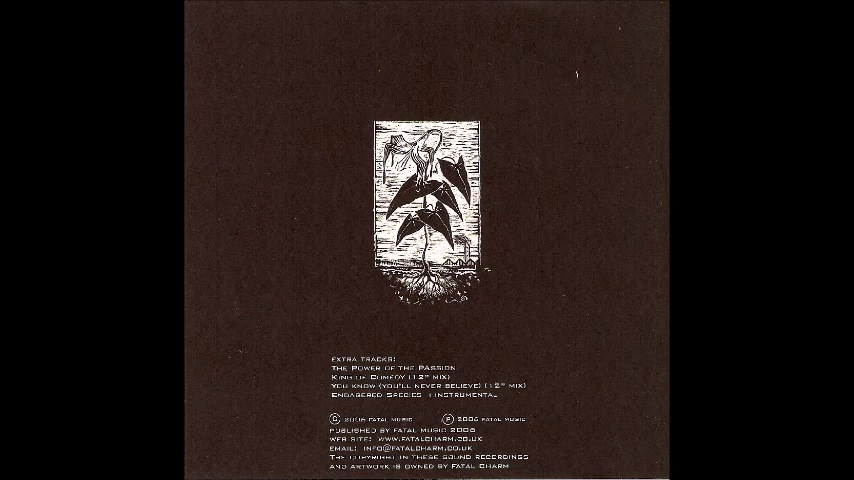 EXTRA TRACKS:
THE POWER OF THE PASSION
KING OF COMEDY (12" MIX)
YOU KNOW (YOU'LL NEVER BELIEVE) (12" MIX)
ENDAGERED SPECIES INSTRUMENTAL
© 2006 FATAL MUSIC ℗ 2006 FATAL MUSIC
PUBLISHED BY FATAL MUSIC 2006
WEB SITE: WWW.FATALCHARM.CO.UK
EMAIL: INFO@FATALCHARM.CO.UK
THE COPYRIGHT IN THESE SOUND RECORDINGS
AND ARTWORK IS OWNED BY FATAL CHARM